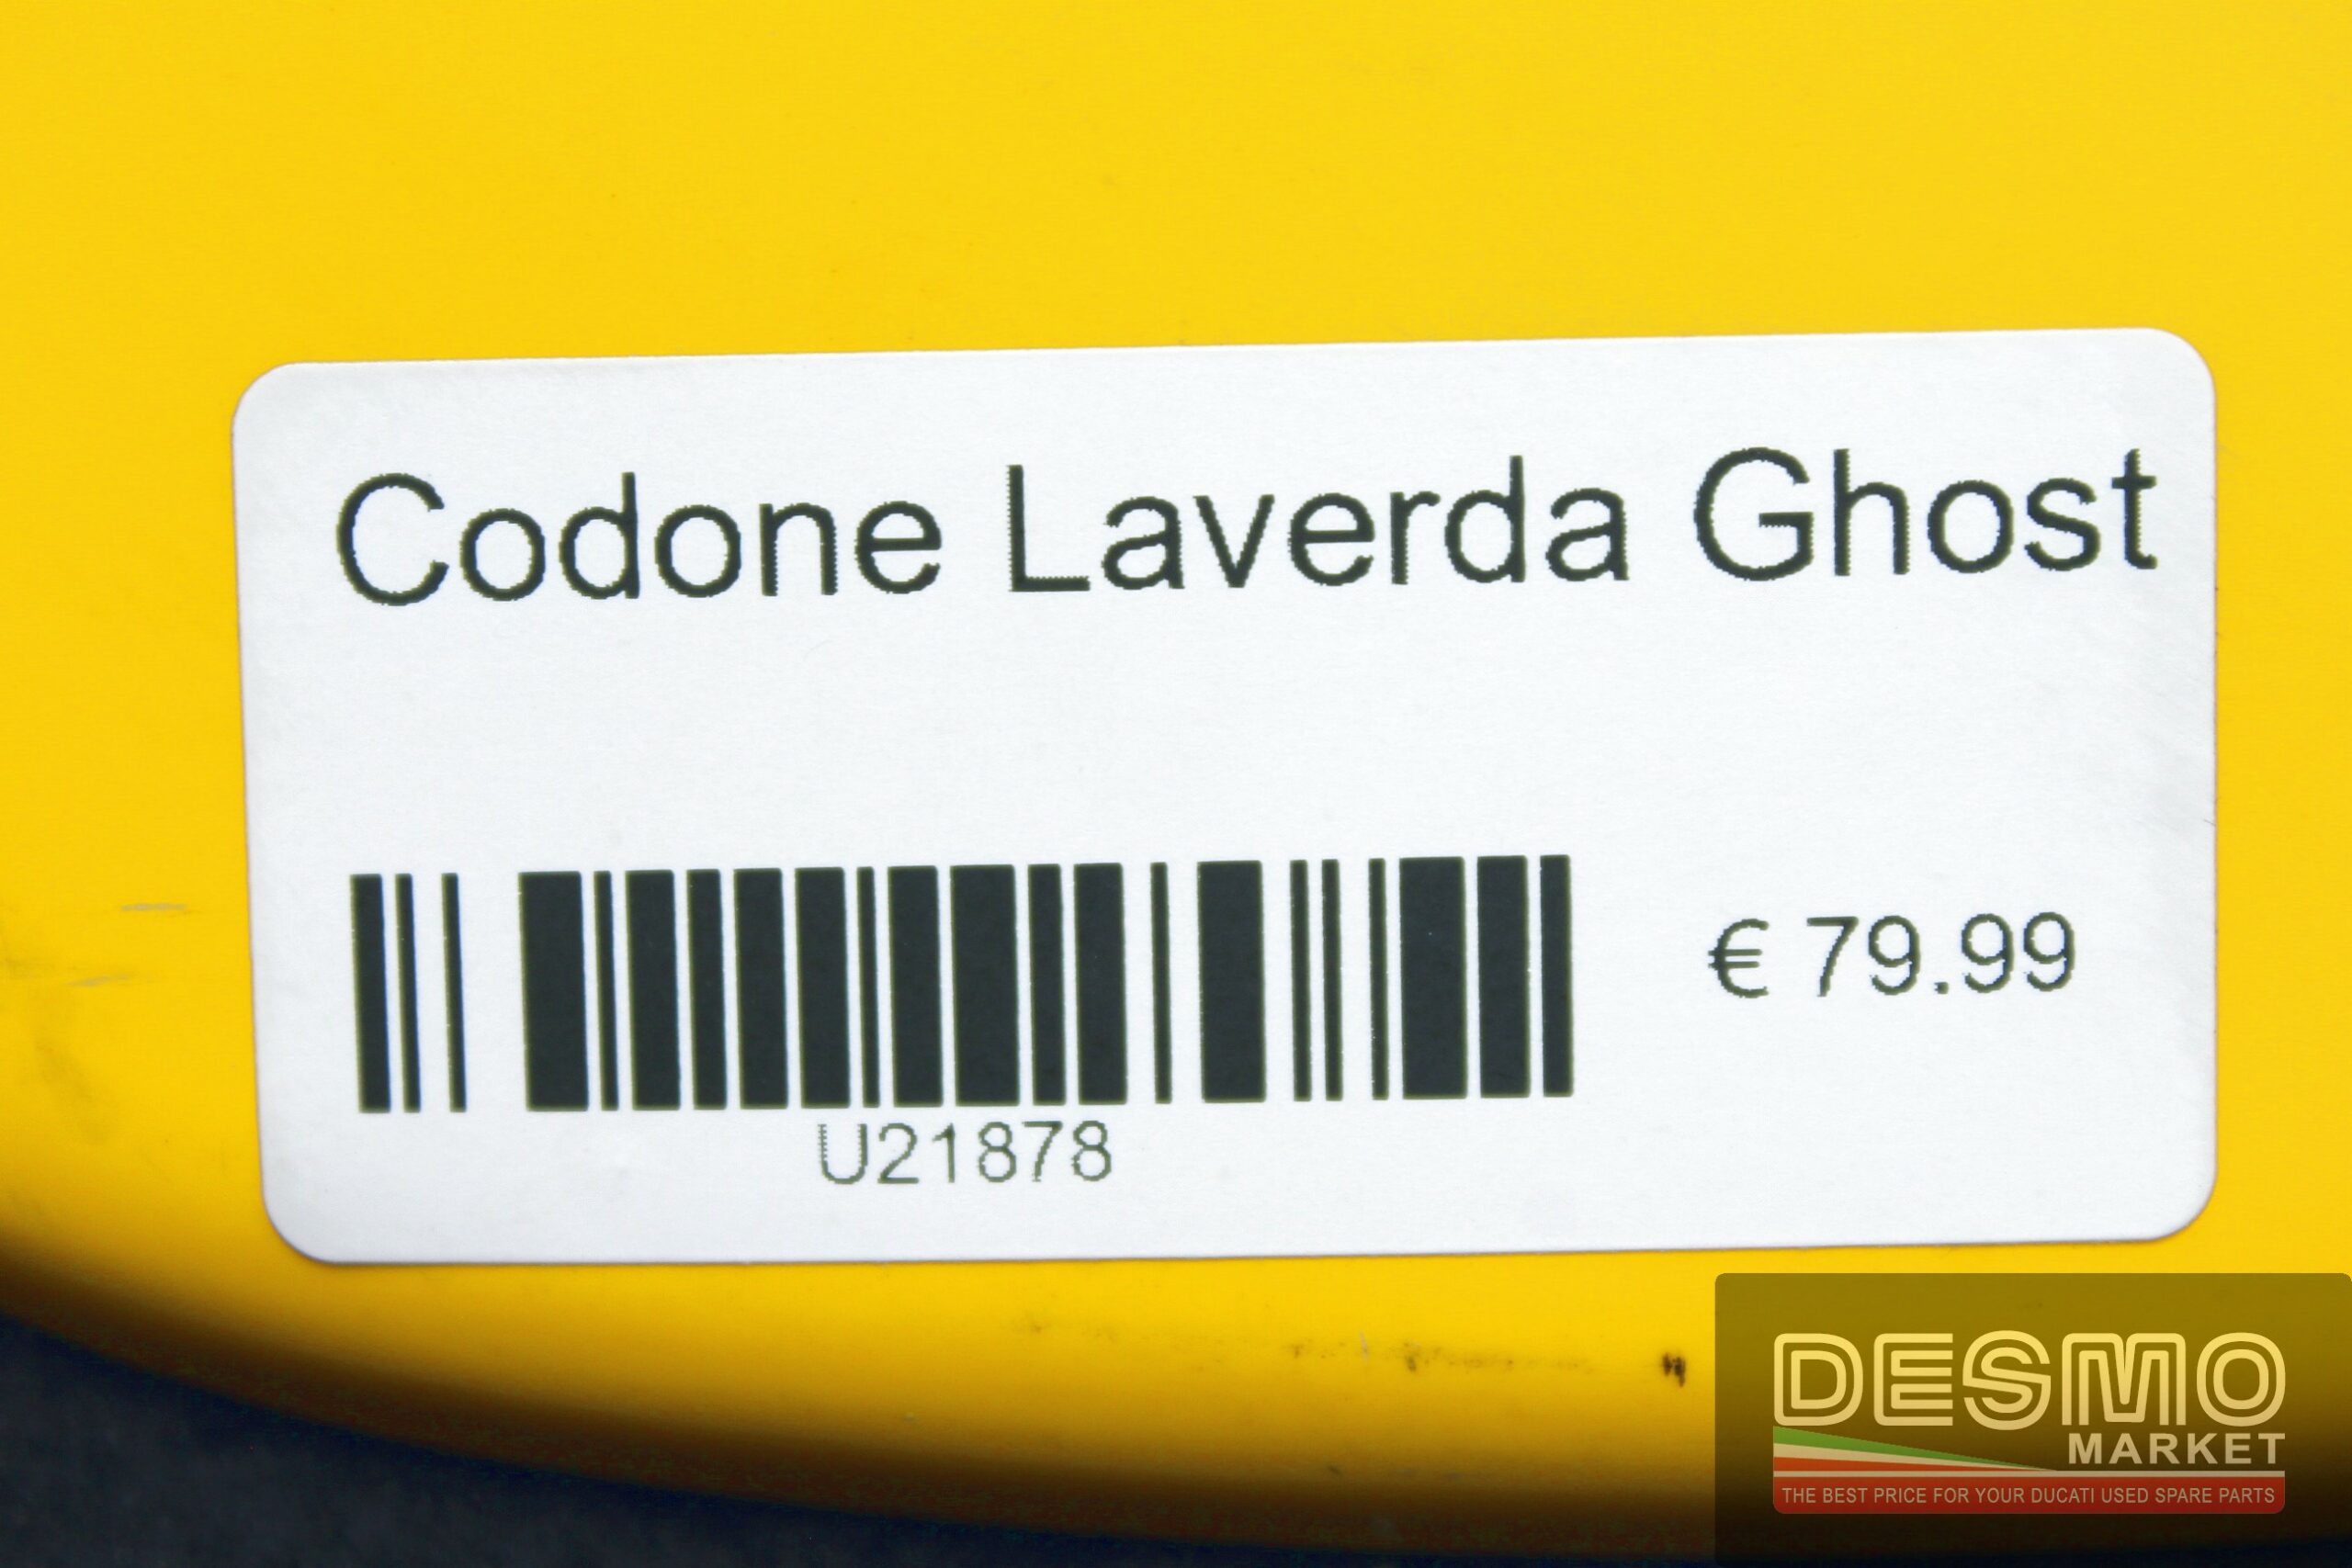 Codone Laverda Ghost
€ 79.99
U21878
DESMO
MARKET
THE BEST PRICE FOR YOUR DUCATI USED SPARE PARTS